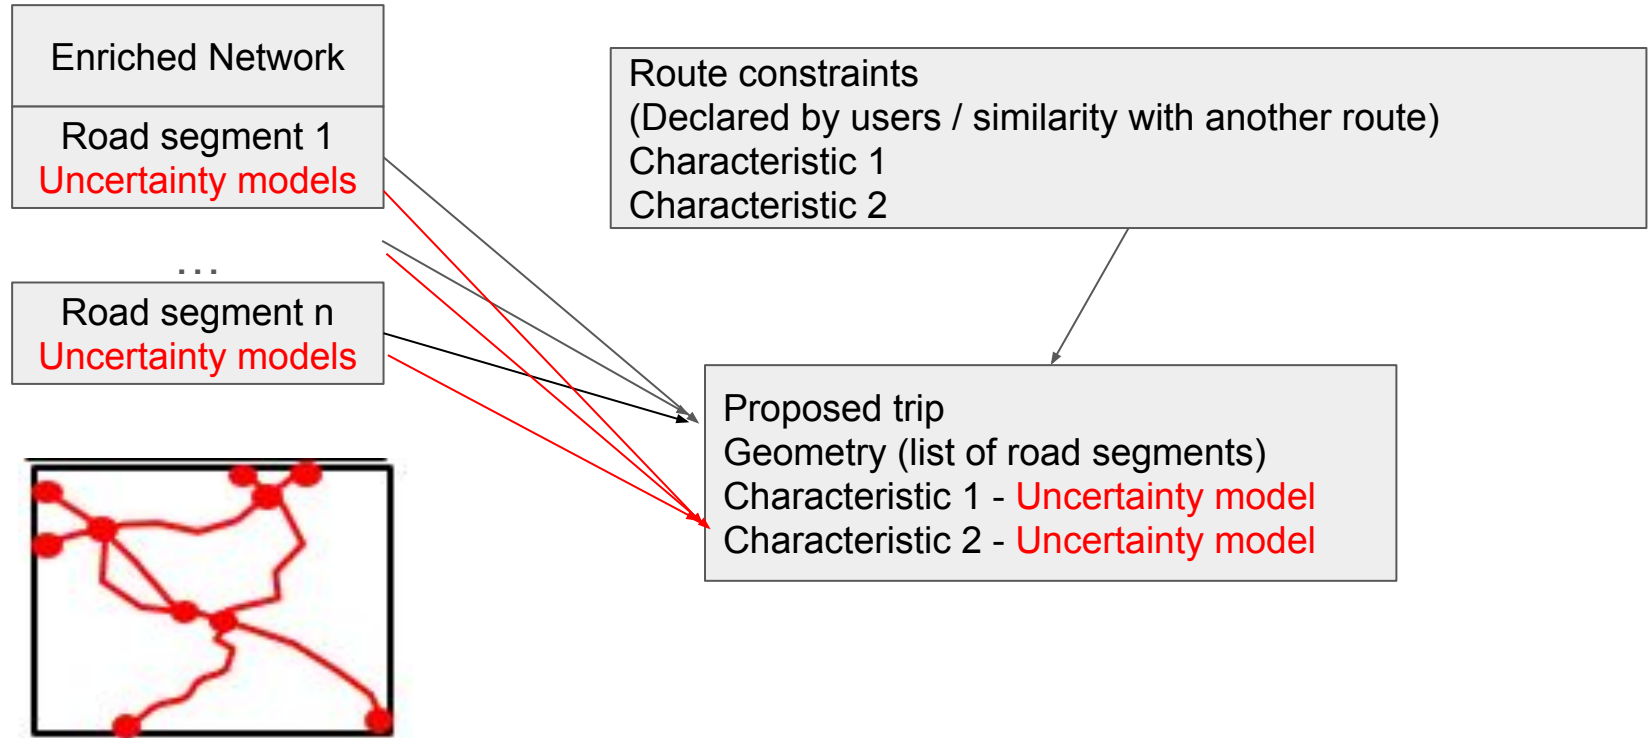 Enriched Network
Road segment 1
Uncertainty models
...
Road segment n
Uncertainty models
Route constraints
(Declared by users / similarity with another route)
Characteristic 1
Characteristic 2
Proposed trip
Geometry (list of road segments)
Characteristic 1 - Uncertainty model
Characteristic 2 - Uncertainty model